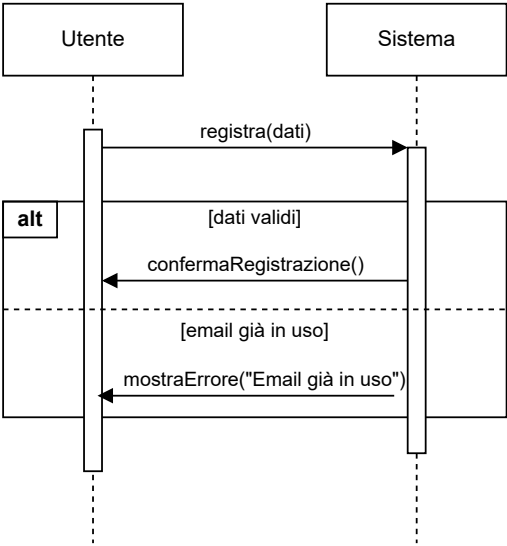 Utente
Sistema
registra(dati)
alt
[dati validi]
confermaRegistrazione()
[email già in uso]
mostraErrore("Email già in uso")